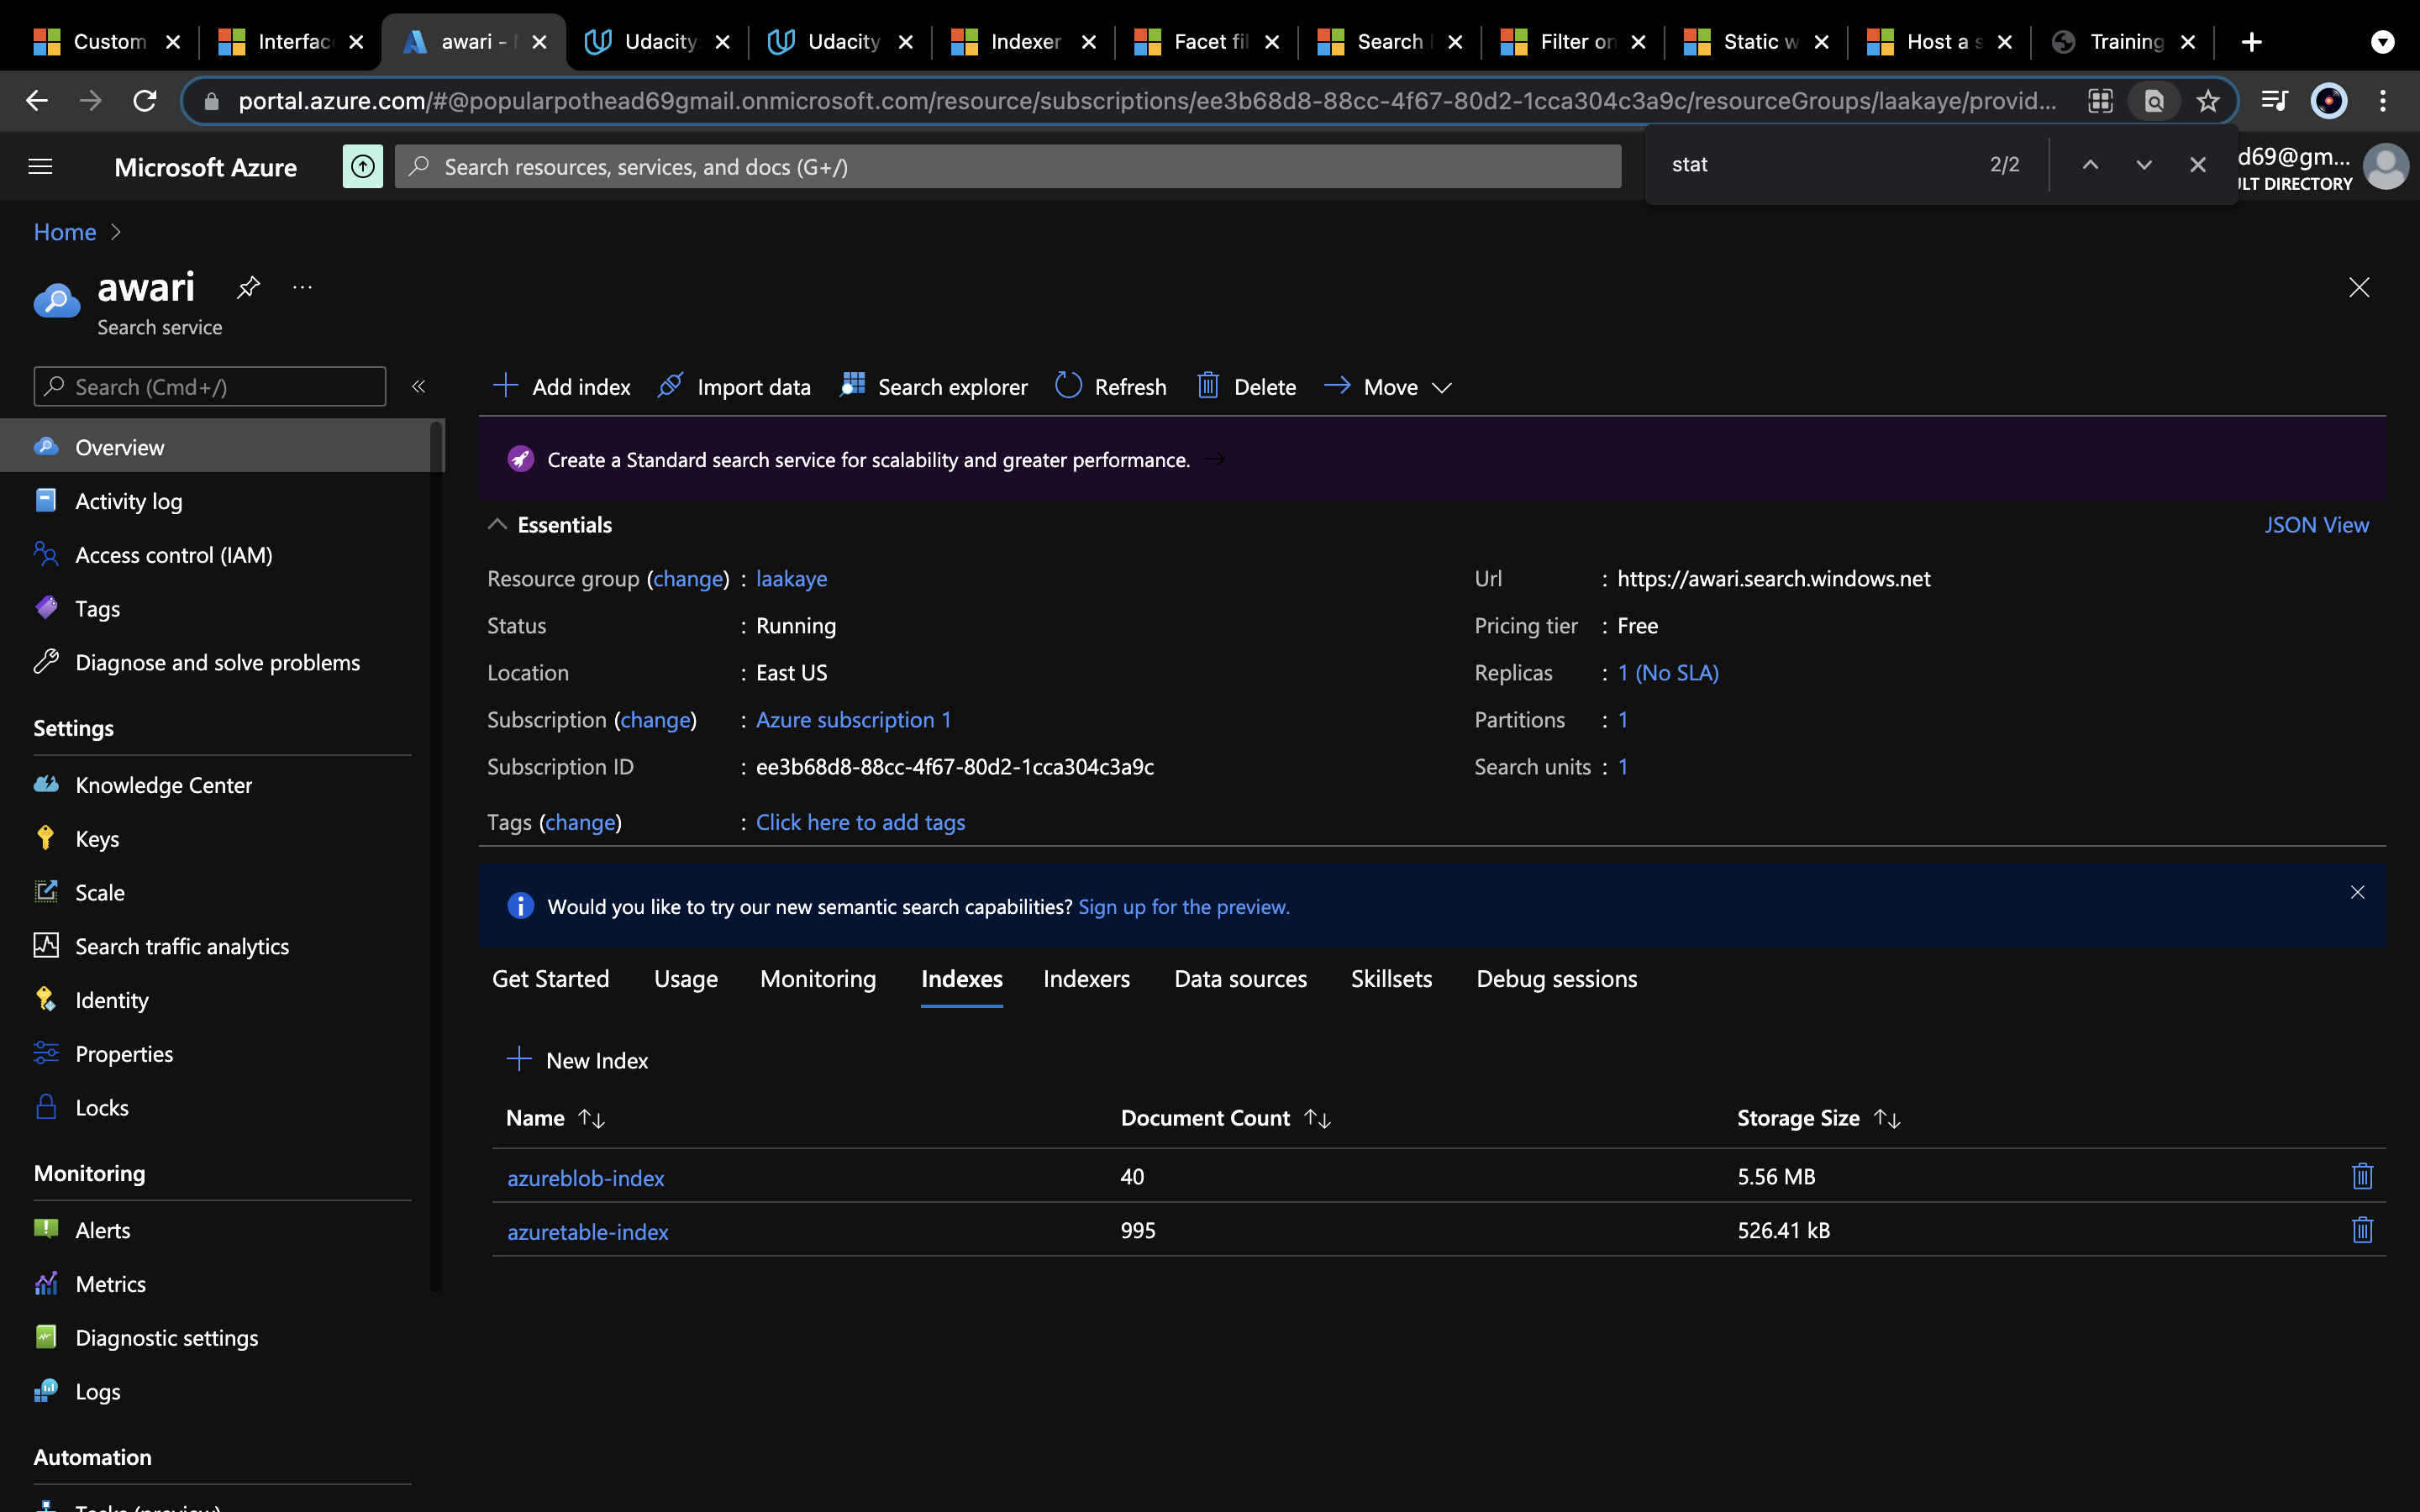 Custom
Interfac
awari -
Udacity
Udacity
Indexer
Facet fil
Search
Filter on
Static w
Host a s
Training
portal.azure.com/#@popularpothead69gmail.onmicrosoft.com/resource/subscriptions/ee3b68d8-88cc-4f67-80d2-1cca304c3a9c/resourceGroups/laakaye/provid...
Microsoft Azure
Search resources, services, and docs (G+/)
stat
2/2
d69@gm...
LT DIRECTORY
Home
awari
Search service
Search (Cmd+/)
Overview
Activity log
Access control (IAM)
Tags
Diagnose and solve problems
Settings
Knowledge Center
Keys
Scale
Search traffic analytics
Identity
Properties
Locks
Monitoring
Alerts
Metrics
Diagnostic settings
Logs
Automation
Tasks (preview)
Add index
Import data
Search explorer
Refresh
Delete
Move
Create a Standard search service for scalability and greater performance.
Essentials
JSON View
Resource group (change) : laakaye
Status : Running
Location : East US
Subscription (change) : Azure subscription 1
Subscription ID : ee3b68d8-88cc-4f67-80d2-1cca304c3a9c
Tags (change) : Click here to add tags
Url : https://awari.search.windows.net
Pricing tier : Free
Replicas : 1 (No SLA)
Partitions : 1
Search units : 1
Would you like to try our new semantic search capabilities? Sign up for the preview.
Get Started
Usage
Monitoring
Indexes
Indexers
Data sources
Skillsets
Debug sessions
New Index
Name Document Count Storage Size
azureblob-index 40 5.56 MB
azuretable-index 995 526.41 kB